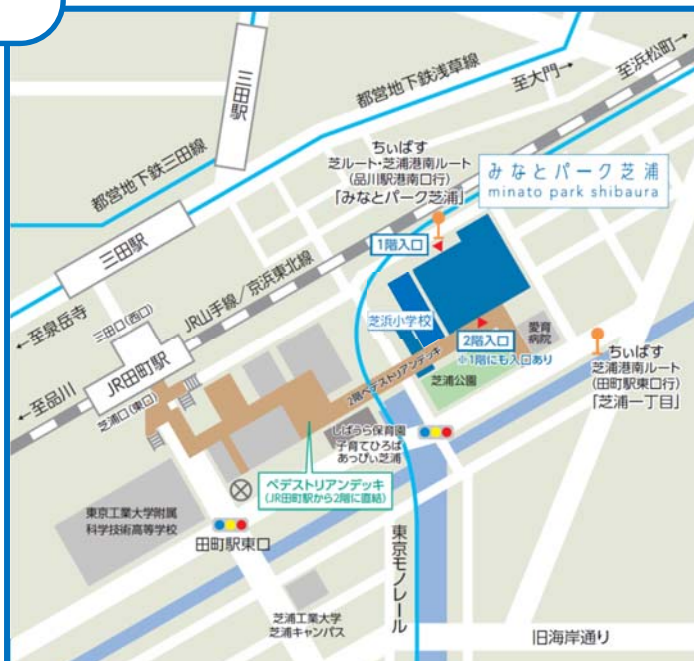 至浜松町→
至大門→
都営地下鉄浅草線
三田駅
都営地下鉄三田線
三田駅
ちぃばす
芝ルート・芝浦港南ルート
(品川駅港南口行)
「みなとパーク芝浦」
みなとパーク芝浦
minato park shibaura
1階入口
JR山手線/京浜東北線
←至泉岳寺
三田口(西口)
JR田町駅
芝浦口(東口)
←至品川
芝浜小学校
2階入口
※1階にも入口あり
愛育
病院
ちぃばす
芝浦港南ルート
(田町駅東口行)
「芝浦一丁目」
2階ペデストリアンデッキ
芝浦公園
しばうら保育園
子育てひろば
あっぴぃ芝浦
ペデストリアンデッキ
(JR田町駅から2階に直結)
東京工業大学附属
科学技術高等学校
田町駅東口
東京モノレール
芝浦工業大学
芝浦キャンパス
旧海岸通り